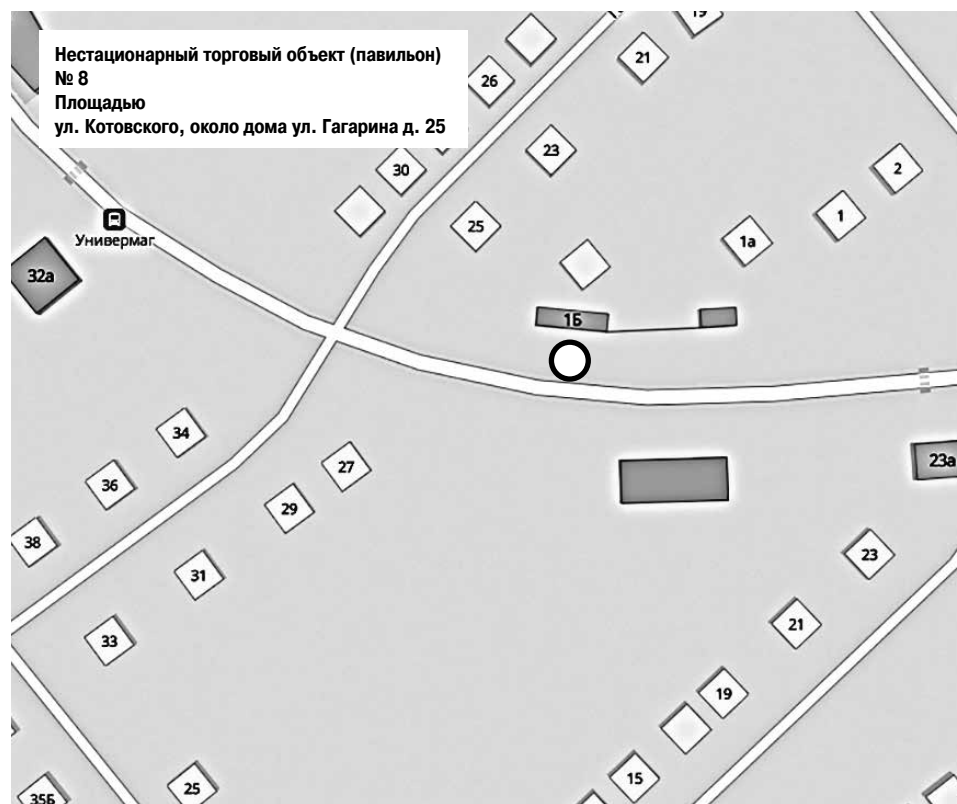 Нестационарный торговый объект (павильон)
№ 8
Площадью
ул. Котовского, около дома ул. Гагарина д. 25
19
21
26
23
30
2
25
1
1а
Универмаг
32а
1Б
34
27
36
23а
29
38
23
31
21
33
19
15
25
35Б